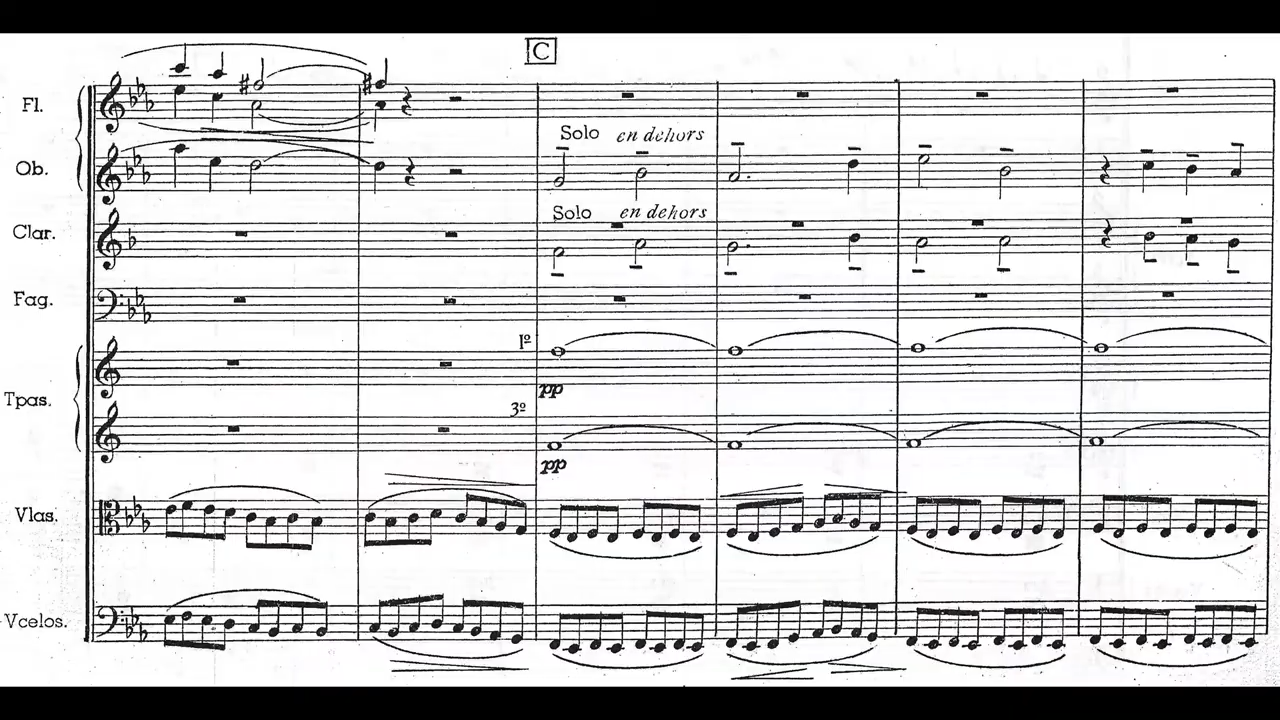 C
Fl.
Solo en dehors
Ob.
Solo en dehors
Clar.
Fag.
1º
pp
Tpas.
3º
pp
Vlas.
Vcelos.